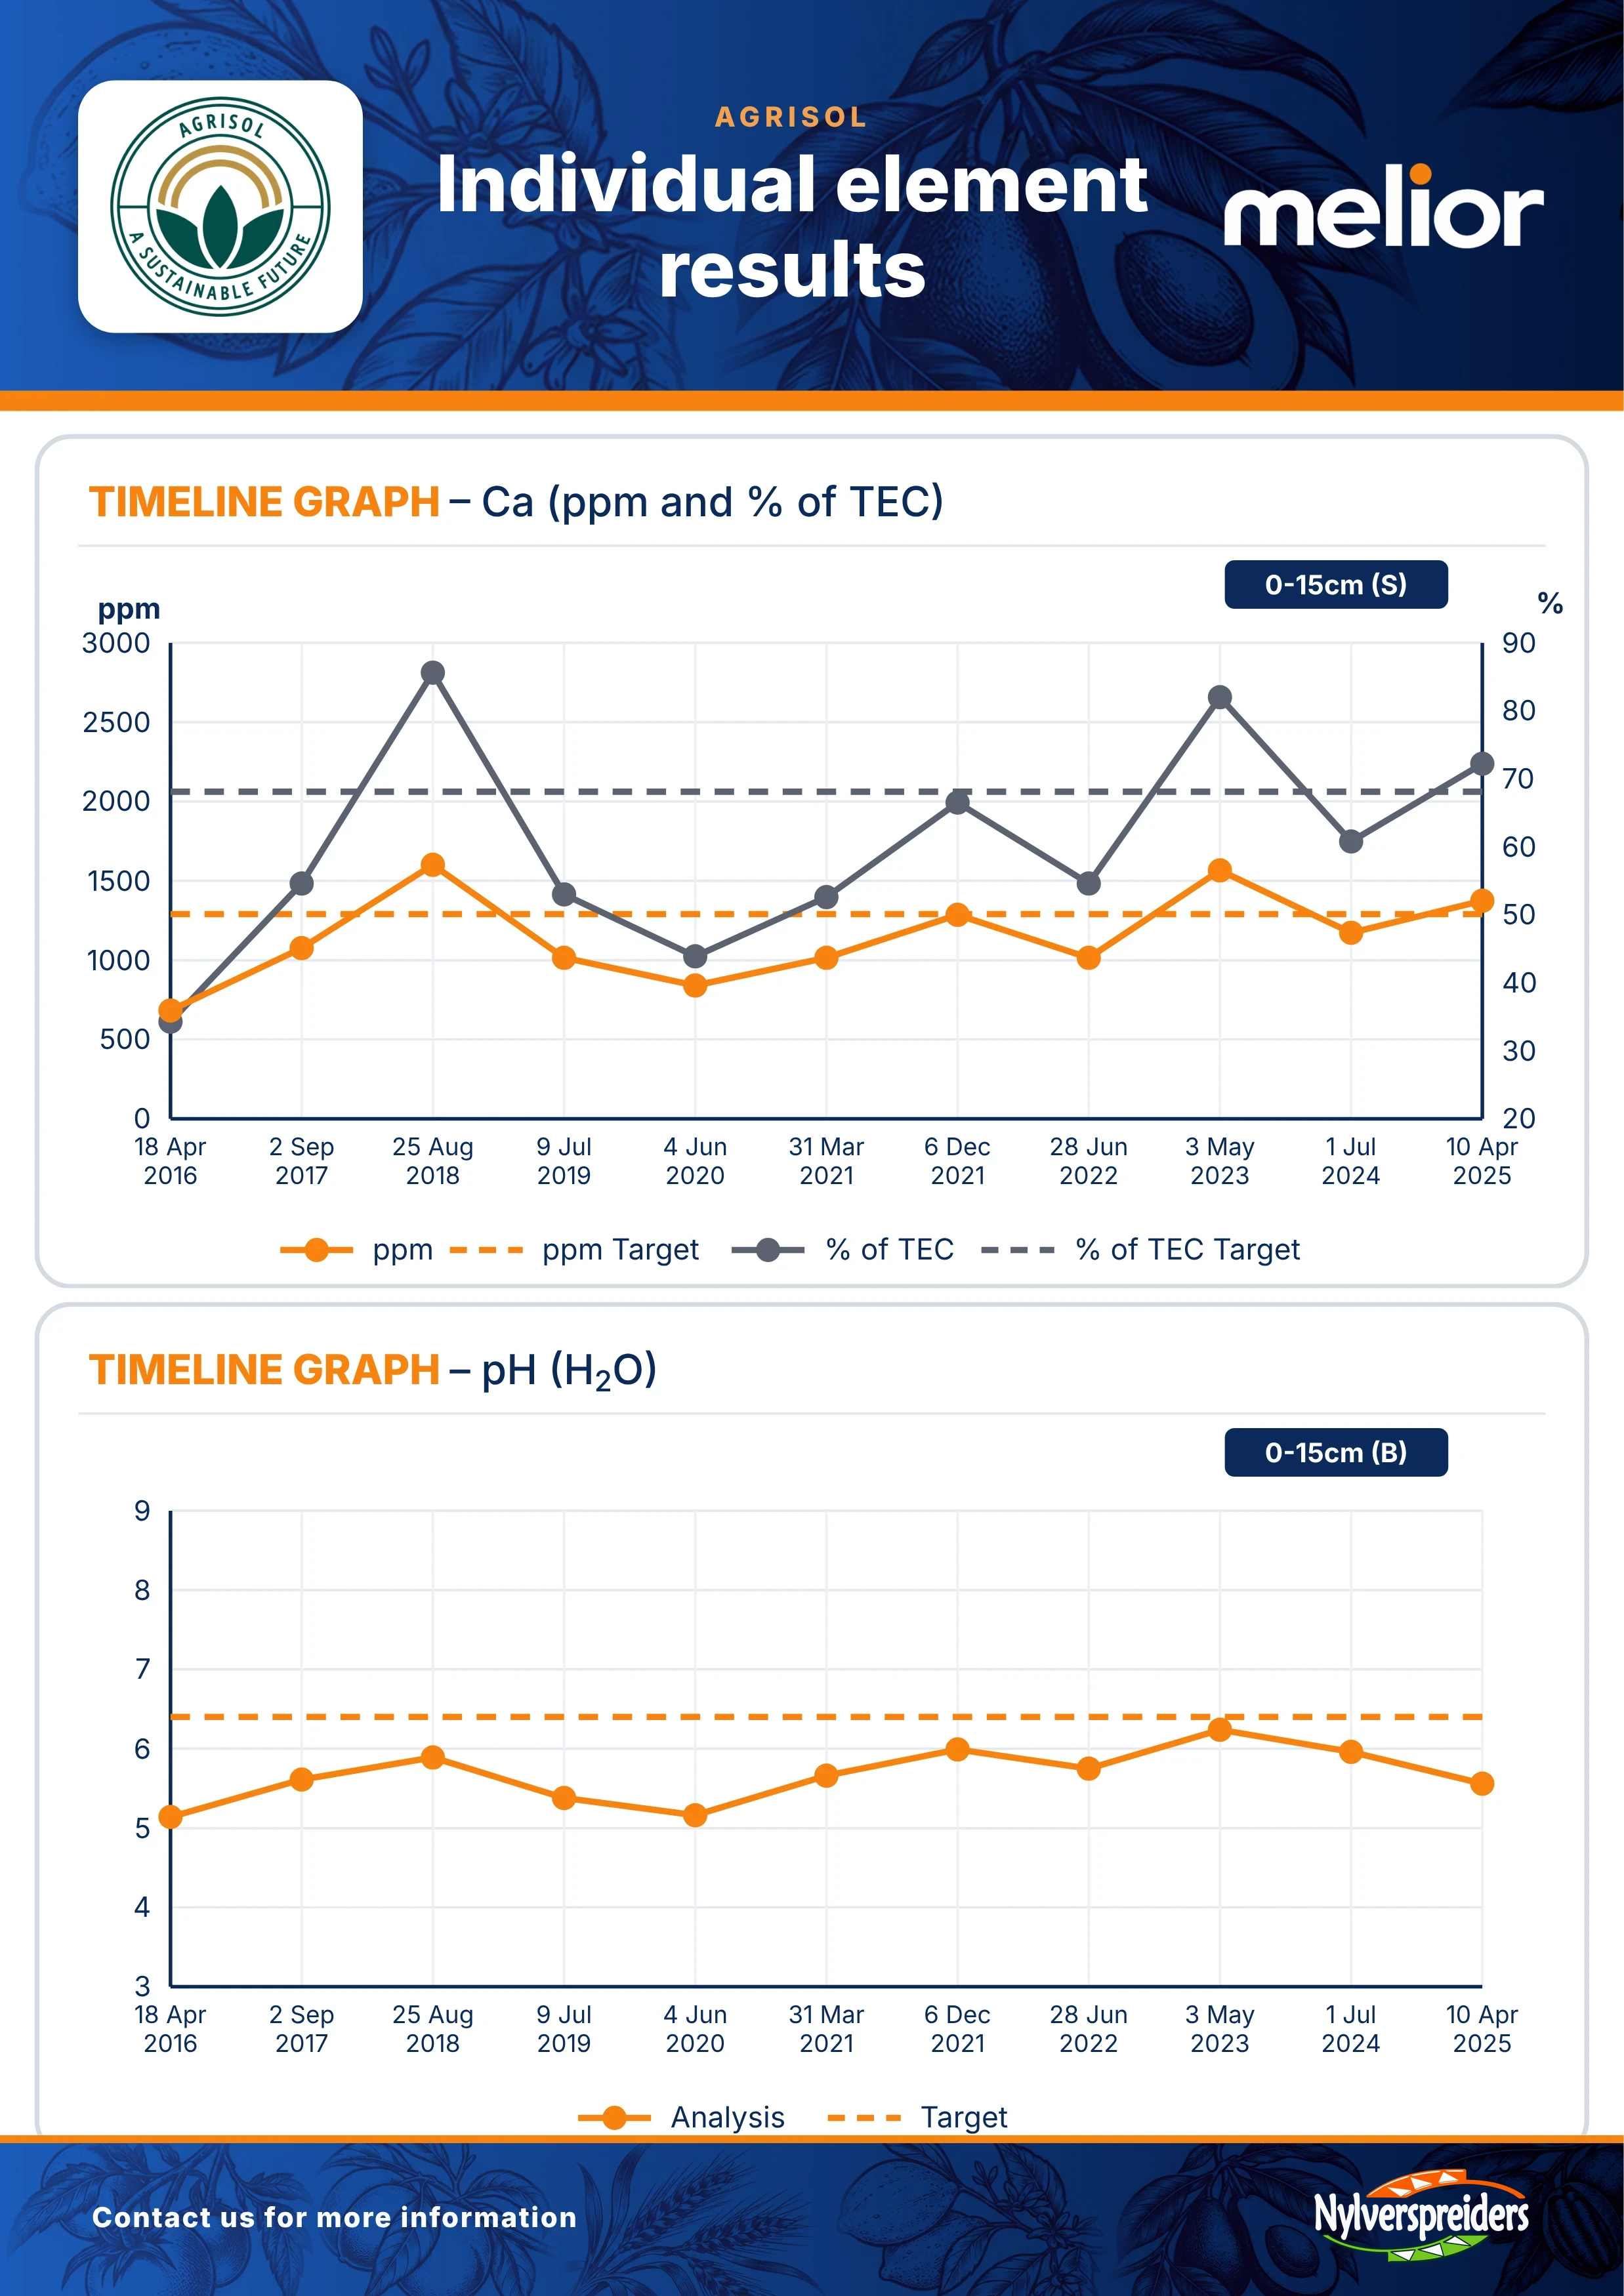 AGRISOL
A SUSTAINABLE FUTURE
AGRISOL
Individual element
results
melior
TIMELINE GRAPH – Ca (ppm and % of TEC)
0-15cm (S)
ppm
%
3000
2500
2000
1500
1000
500
0
90
80
70
60
50
40
30
20
18 Apr 2016
2 Sep 2017
25 Aug 2018
9 Jul 2019
4 Jun 2020
31 Mar 2021
6 Dec 2021
28 Jun 2022
3 May 2023
1 Jul 2024
10 Apr 2025
ppm ppm Target % of TEC % of TEC Target
TIMELINE GRAPH – pH (H₂O)
0-15cm (B)
9
8
7
6
5
4
3
18 Apr 2016
2 Sep 2017
25 Aug 2018
9 Jul 2019
4 Jun 2020
31 Mar 2021
6 Dec 2021
28 Jun 2022
3 May 2023
1 Jul 2024
10 Apr 2025
Analysis Target
Contact us for more information
Nylverspreiders